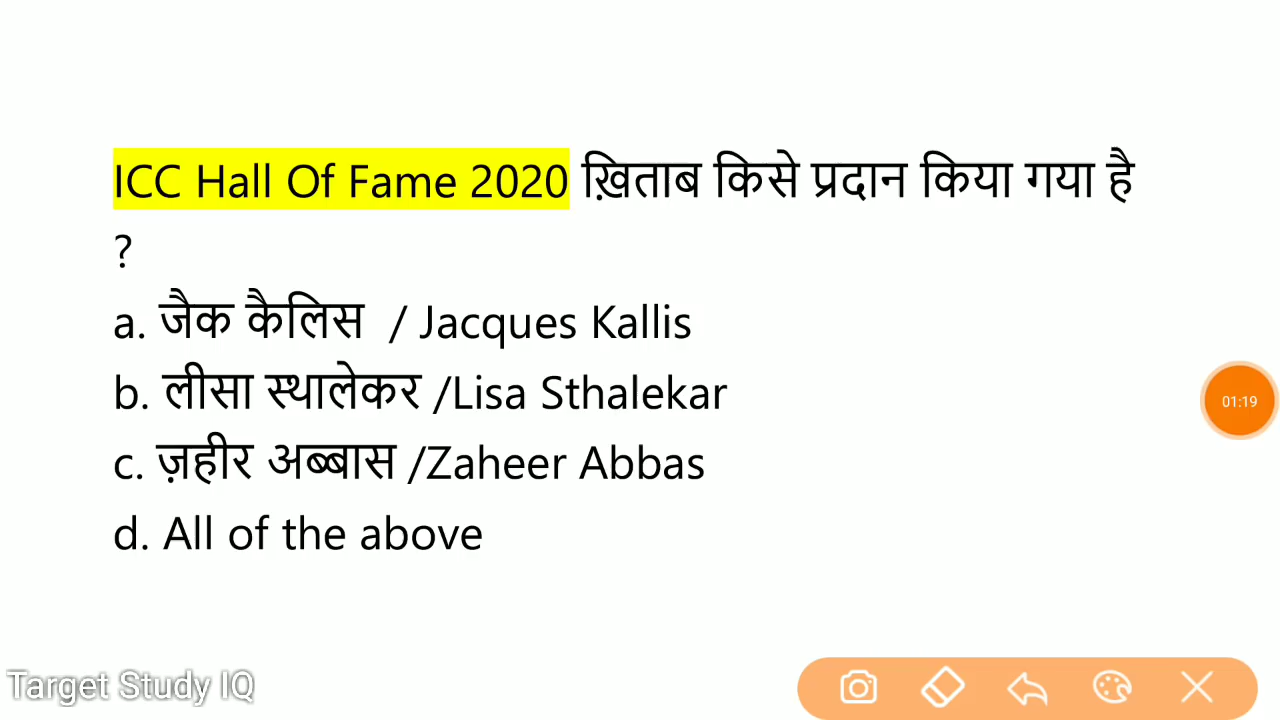 ICC Hall Of Fame 2020 ख़िताब किसे प्रदान किया गया है
?
a. जैक कैलिस / Jacques Kallis
b. लीसा स्थालेकर /Lisa Sthalekar
c. ज़हीर अब्बास /Zaheer Abbas
d. All of the above
01:19
Target Study IQ